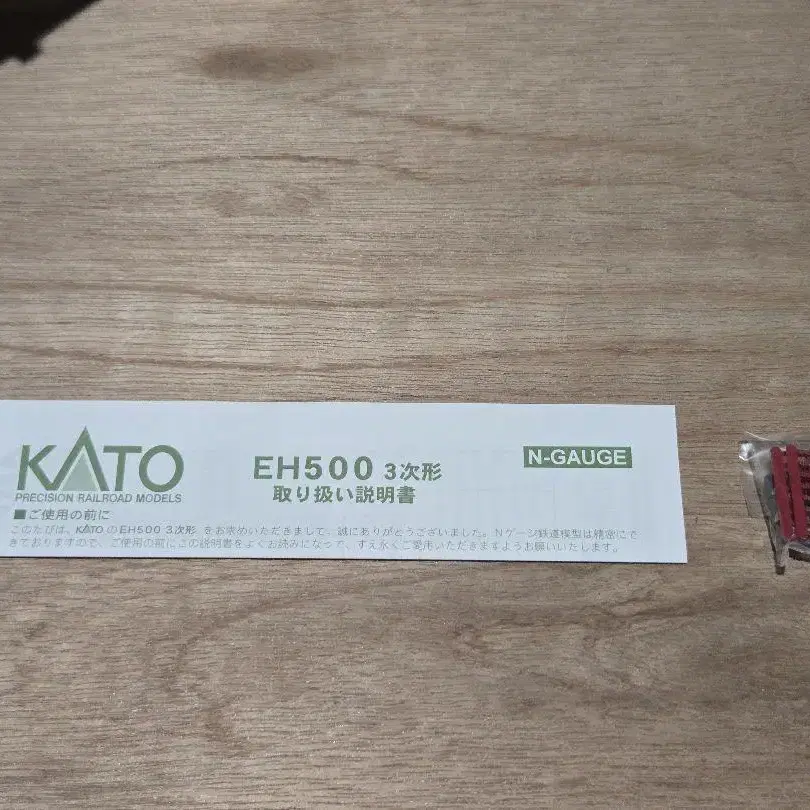 KATO
PRECISION RAILROAD MODELS
EH500 3次形
取り扱い説明書
N-GAUGE
■ご使用の前に
このたびは、KATOのEH500 3次形 をお求めいただきまして、誠にありがとうございました。Nゲージ鉄道模型は精密にで
きておりますので、ご使用の前にこの説明書をよくお読みになって、すえ永くご愛用いただきますようお願いいたします。